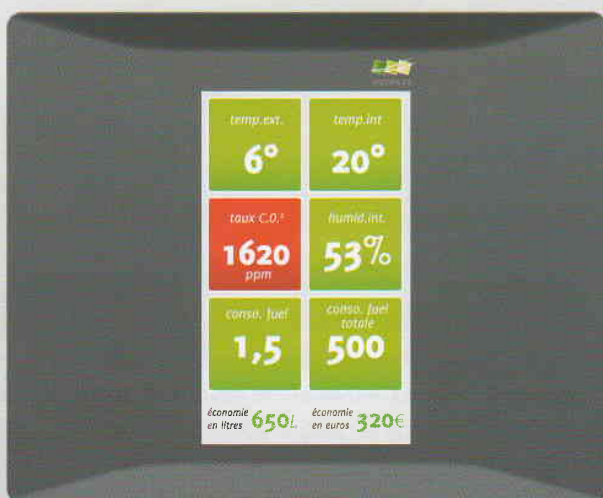 temp.ext.
6°
temp.int
20°
taux C.O.²
1620
ppm
humid.int.
53%
conso. fuel
1,5
conso. fuel
totale
500
économie
en litres 650L
économie
en euros 320€